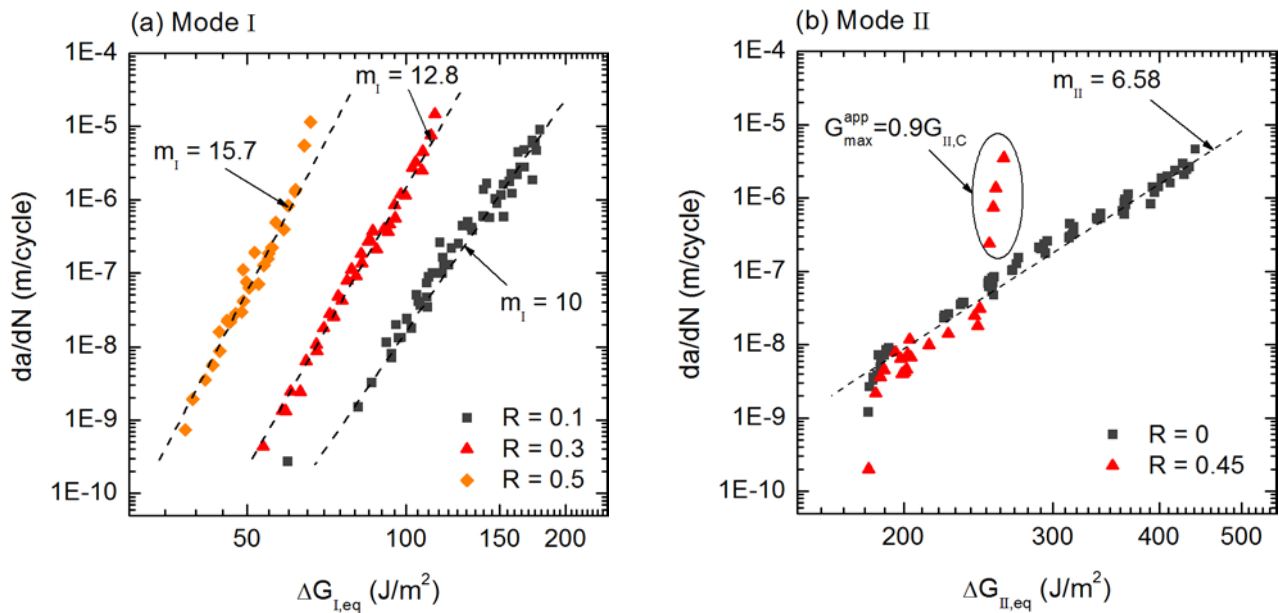 (a) Mode I
1E-4
1E-5
1E-6
1E-7
1E-8
1E-9
1E-10
da/dN (m/cycle)
m_I = 12.8
m_I = 15.7
m_I = 10
R = 0.1
R = 0.3
R = 0.5
50 100 150 200
ΔG_I,eq (J/m²)
(b) Mode II
1E-4
1E-5
1E-6
1E-7
1E-8
1E-9
1E-10
da/dN (m/cycle)
m_II = 6.58
G_max^app=0.9G_II,C
R = 0
R = 0.45
200 300 400 500
ΔG_II,eq (J/m²)